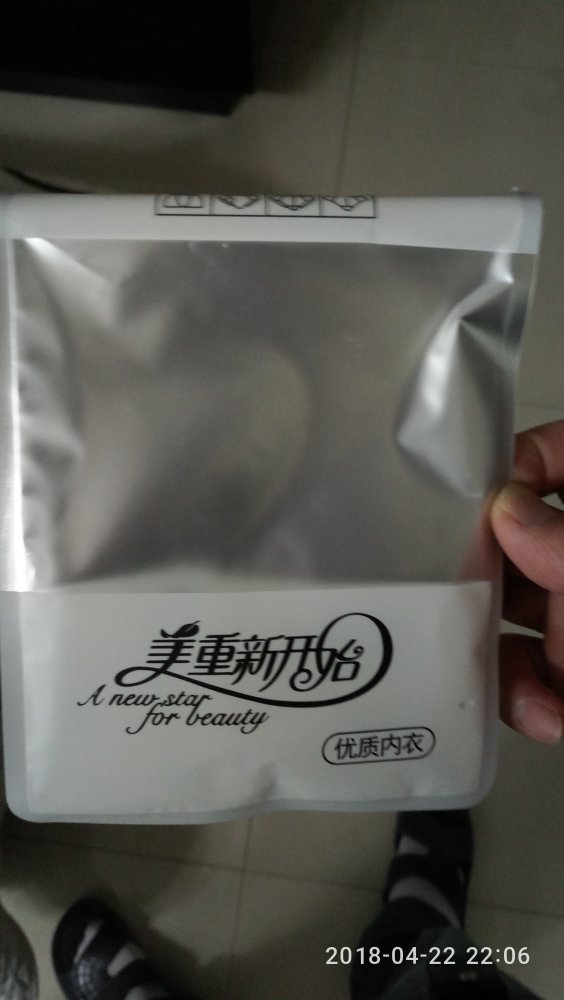 美重新开始
A new star
for beauty
优质内衣
2018-04-22 22:06